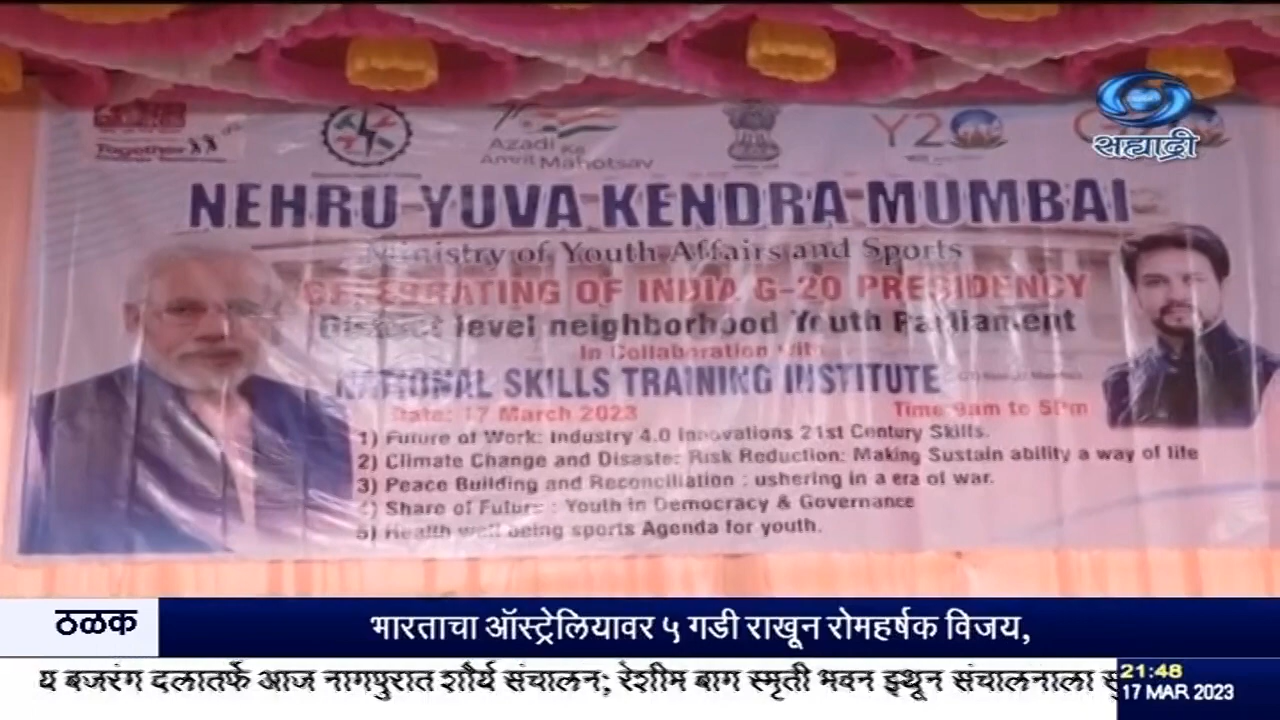 Together
Azadi Ka
Amrit Mahotsav
Y20
सह्याद्री
NEHRU YUVA KENDRA MUMBAI
Ministry of Youth Affairs and Sports
CELEBRATING OF INDIA G-20 PRESIDENCY
District level neighborhood Youth Parliament
In Collaboration with
NATIONAL SKILLS TRAINING INSTITUTE
Date: 17 March 2023 Time 9am to 5Pm
1) Future of Work: Industry 4.0 Innovations 21st Century Skills.
2) Climate Change and Disaster Risk Reduction: Making Sustain ability a way of life
3) Peace Building and Reconciliation : ushering in a era of war.
4) Share of Future : Youth in Democracy & Governance
5) Health well being sports Agenda for youth.
ठळक
भारताचा ऑस्ट्रेलियावर ५ गडी राखून रोमहर्षक विजय,
य बजरंग दलातर्फे आज नागपुरात शौर्य संचालन; रेशीम बाग स्मृती भवन इथून संचालनाला
21:48
17 MAR 2023